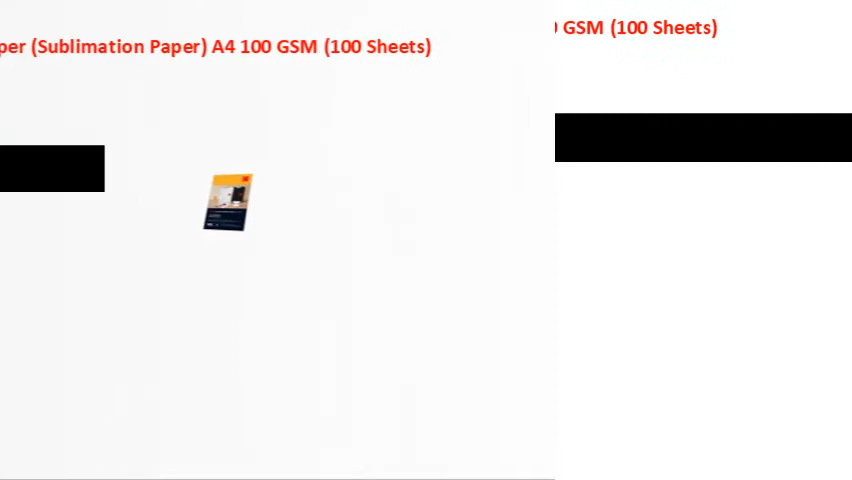 per (Sublimation Paper) A4 100 GSM (100 Sheets)
GSM (100 Sheets)